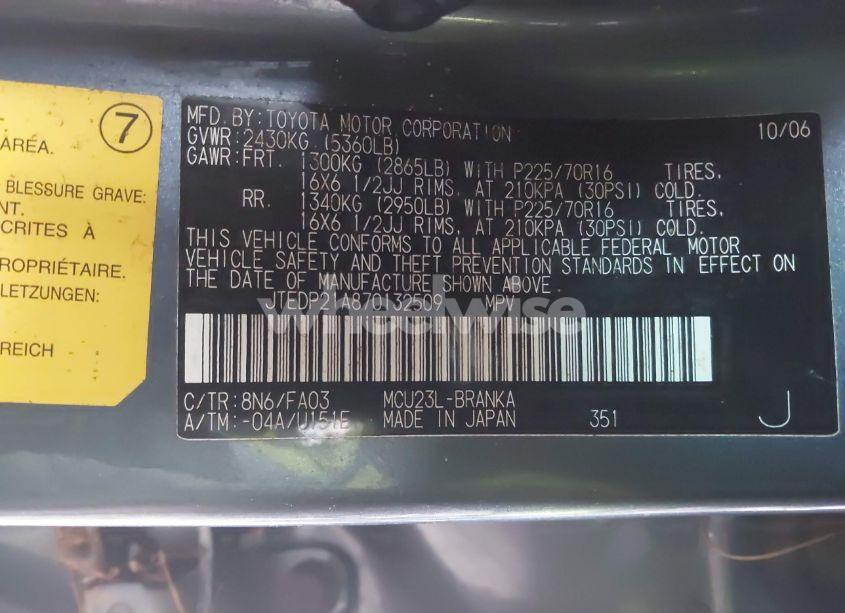 7
AREA.
BLESSURE GRAVE:
NT.
CRITES À
ROPRIÉTAIRE.
LETZUNGEN:
REICH
MFD. BY: TOYOTA MOTOR CORPORATION 10/06
GVWR: 2430KG (5360LB)
GAWR: FRT. 1300KG (2865LB) WITH P225/70R16 TIRES,
16X6 1/2JJ RIMS, AT 210KPA (30PSI) COLD.
RR. 1340KG (2950LB) WITH P225/70R16 TIRES,
16X6 1/2JJ RIMS, AT 210KPA (30PSI) COLD.
THIS VEHICLE CONFORMS TO ALL APPLICABLE FEDERAL MOTOR
VEHICLE SAFETY AND THEFT PREVENTION STANDARDS IN EFFECT ON
THE DATE OF MANUFACTURE SHOWN ABOVE.
JTEDP21A870132509 MPV
wheelwise
C/TR: 8N6/FA03 MCU23L-BRANKA
A/TM: -04A/U151E MADE IN JAPAN 351 J